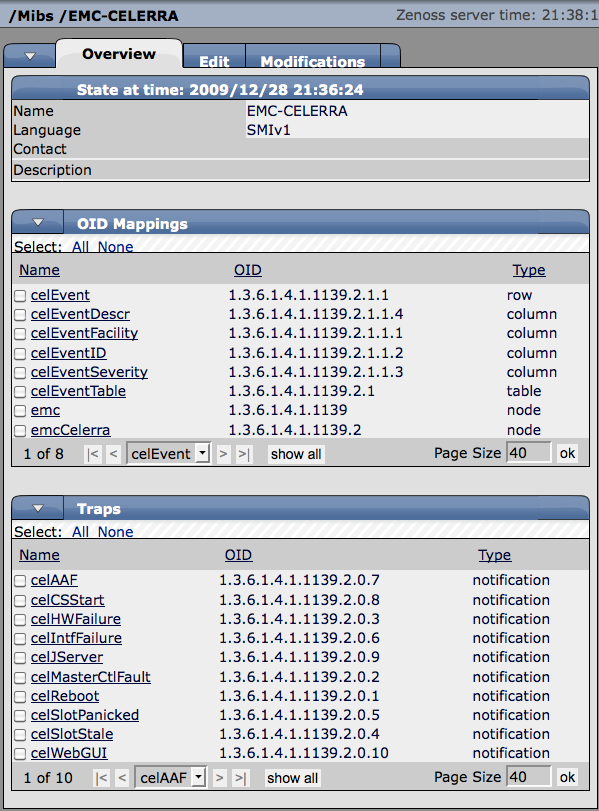 /Mibs /EMC-CELERRA Zenoss server time: 21:38:1
Overview Edit Modifications
State at time: 2009/12/28 21:36:24
Name EMC-CELERRA
Language SMIv1
Contact
Description
OID Mappings
Select: All None
Name OID Type
celEvent 1.3.6.1.4.1.1139.2.1.1 row
celEventDescr 1.3.6.1.4.1.1139.2.1.1.4 column
celEventFacility 1.3.6.1.4.1.1139.2.1.1.1 column
celEventID 1.3.6.1.4.1.1139.2.1.1.2 column
celEventSeverity 1.3.6.1.4.1.1139.2.1.1.3 column
celEventTable 1.3.6.1.4.1.1139.2.1 table
emc 1.3.6.1.4.1.1139 node
emcCelerra 1.3.6.1.4.1.1139.2 node
1 of 8 |< < celEvent > >| show all Page Size 40 ok
Traps
Select: All None
Name OID Type
celAAF 1.3.6.1.4.1.1139.2.0.7 notification
celCSStart 1.3.6.1.4.1.1139.2.0.8 notification
celHWFailure 1.3.6.1.4.1.1139.2.0.3 notification
celIntfFailure 1.3.6.1.4.1.1139.2.0.6 notification
celJServer 1.3.6.1.4.1.1139.2.0.9 notification
celMasterCtlFault 1.3.6.1.4.1.1139.2.0.2 notification
celReboot 1.3.6.1.4.1.1139.2.0.1 notification
celSlotPanicked 1.3.6.1.4.1.1139.2.0.5 notification
celSlotStale 1.3.6.1.4.1.1139.2.0.4 notification
celWebGUI 1.3.6.1.4.1.1139.2.0.10 notification
1 of 10 |< < celAAF > >| show all Page Size 40 ok